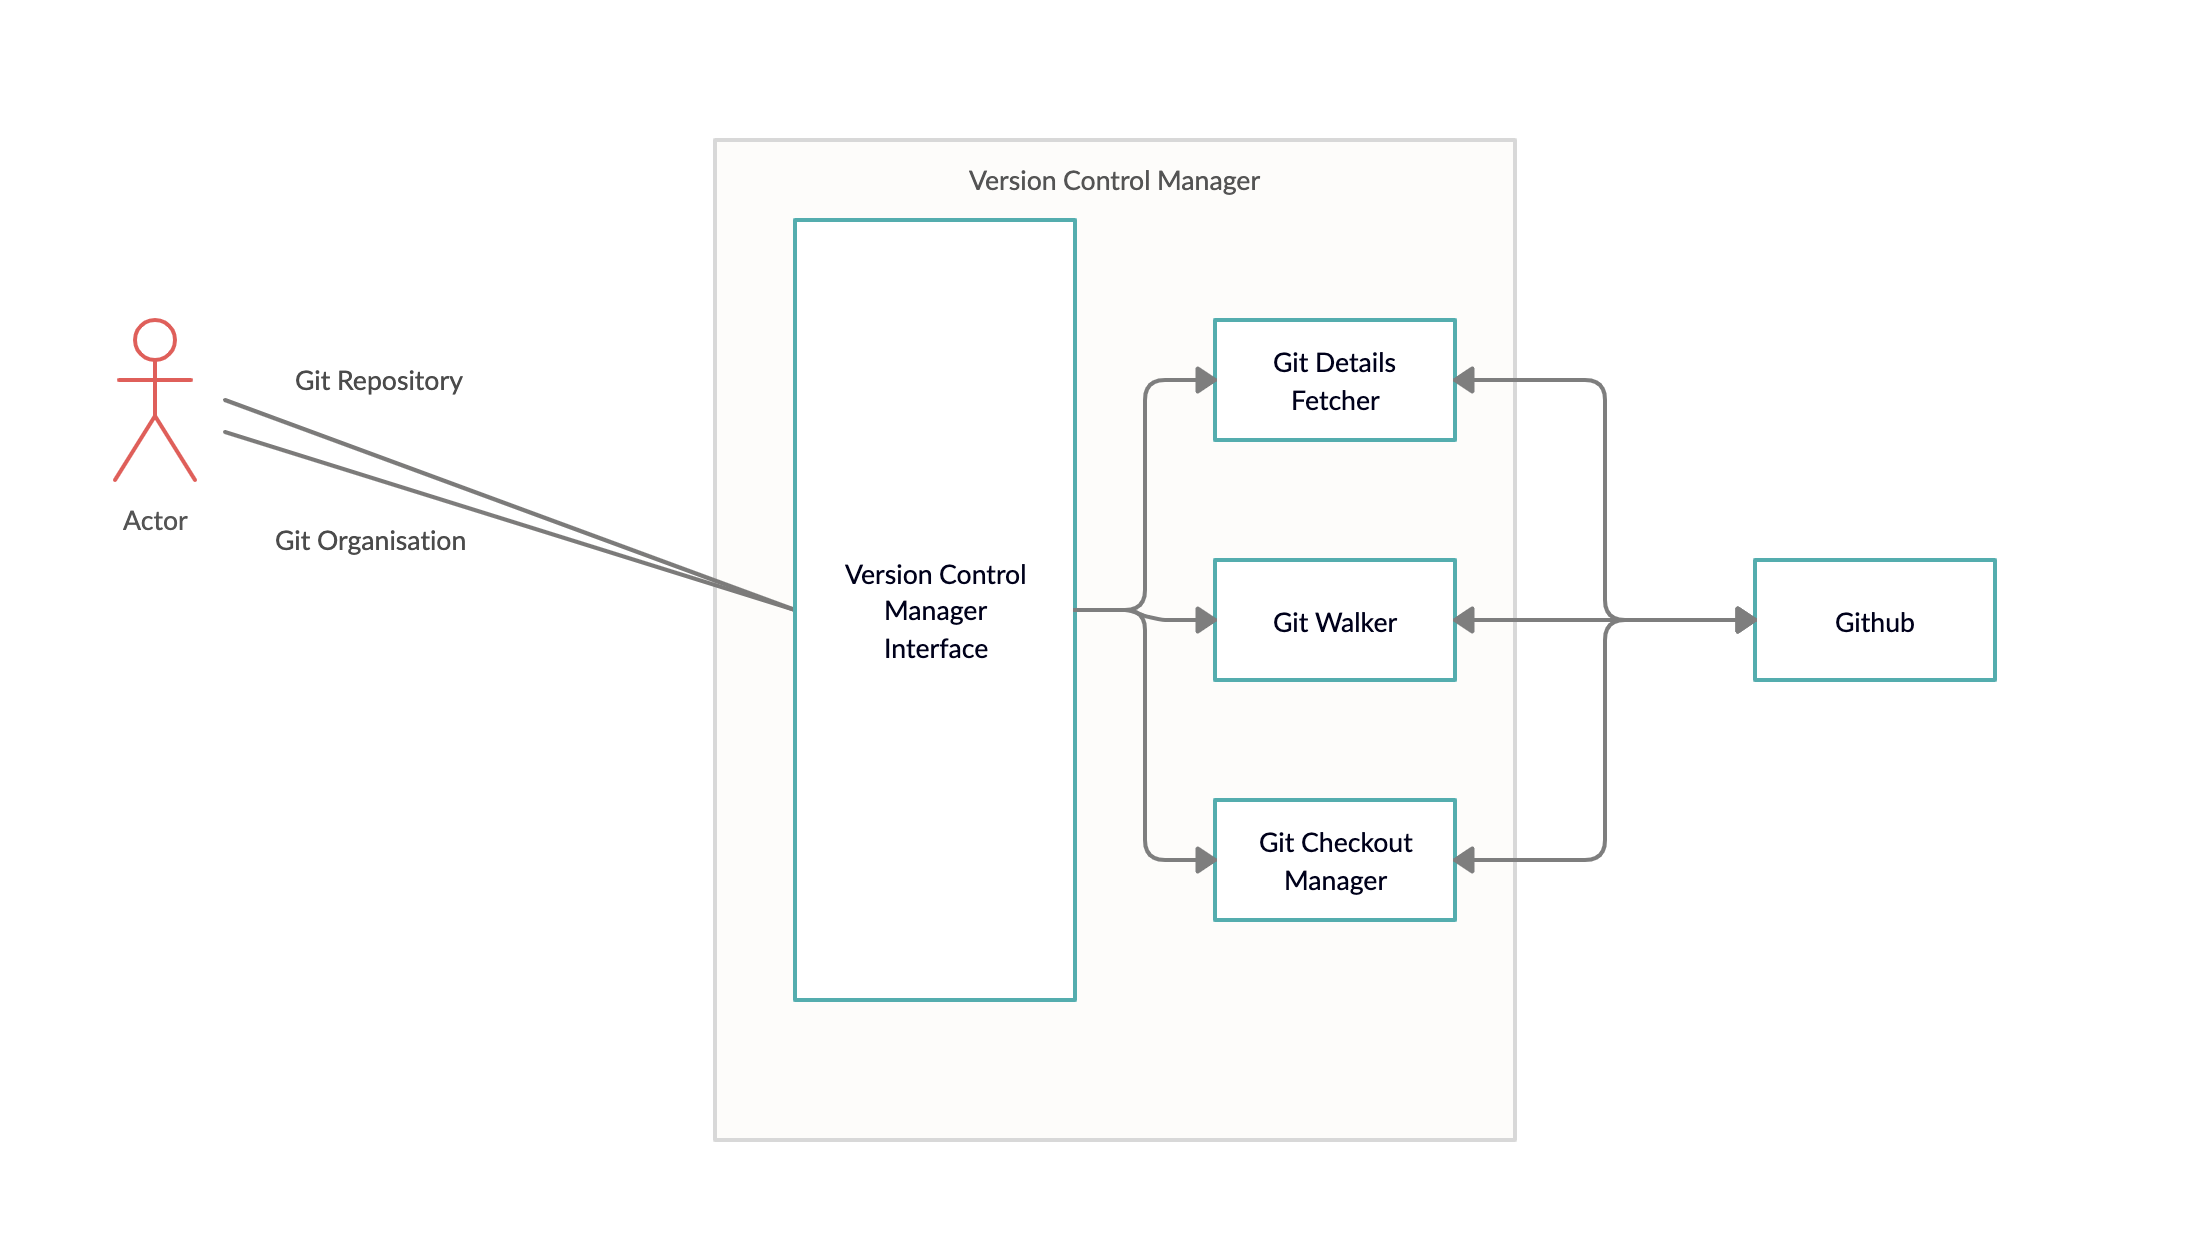 Version Control Manager
Git Repository
Actor
Git Organisation
Version Control
Manager
Interface
Git Details
Fetcher
Git Walker
Git Checkout
Manager
Github